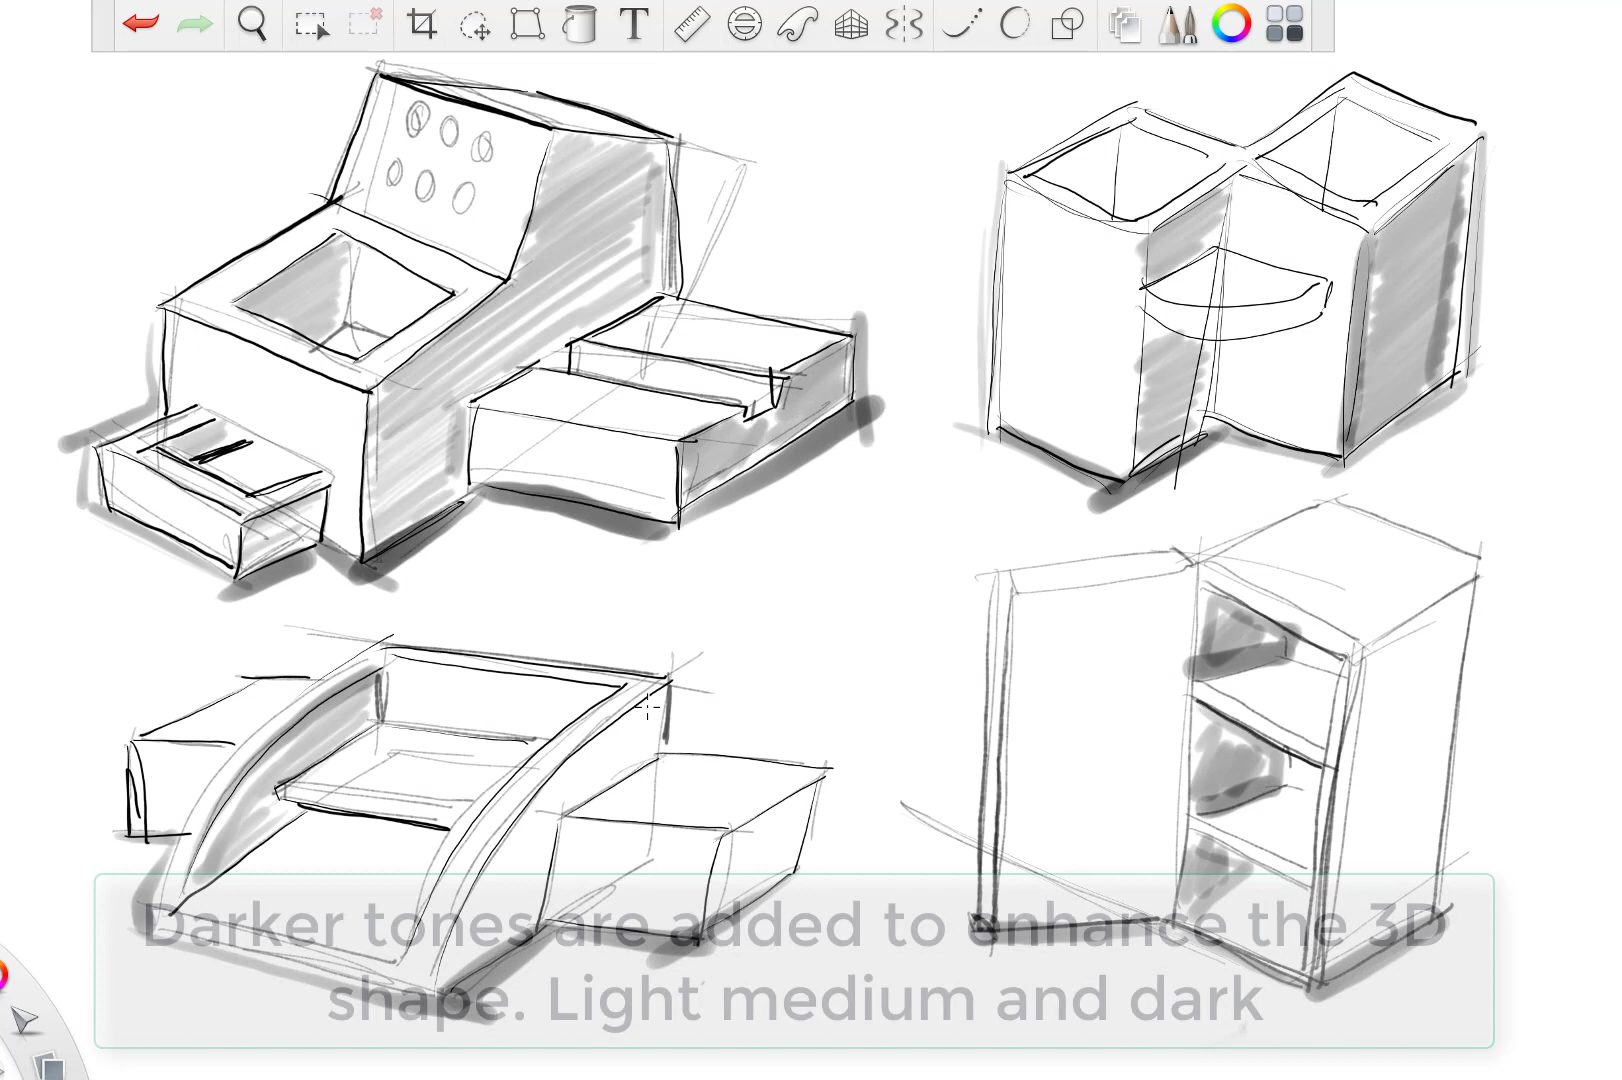 T
Darker tones are added to enhance the 3D
shape. Light medium and dark